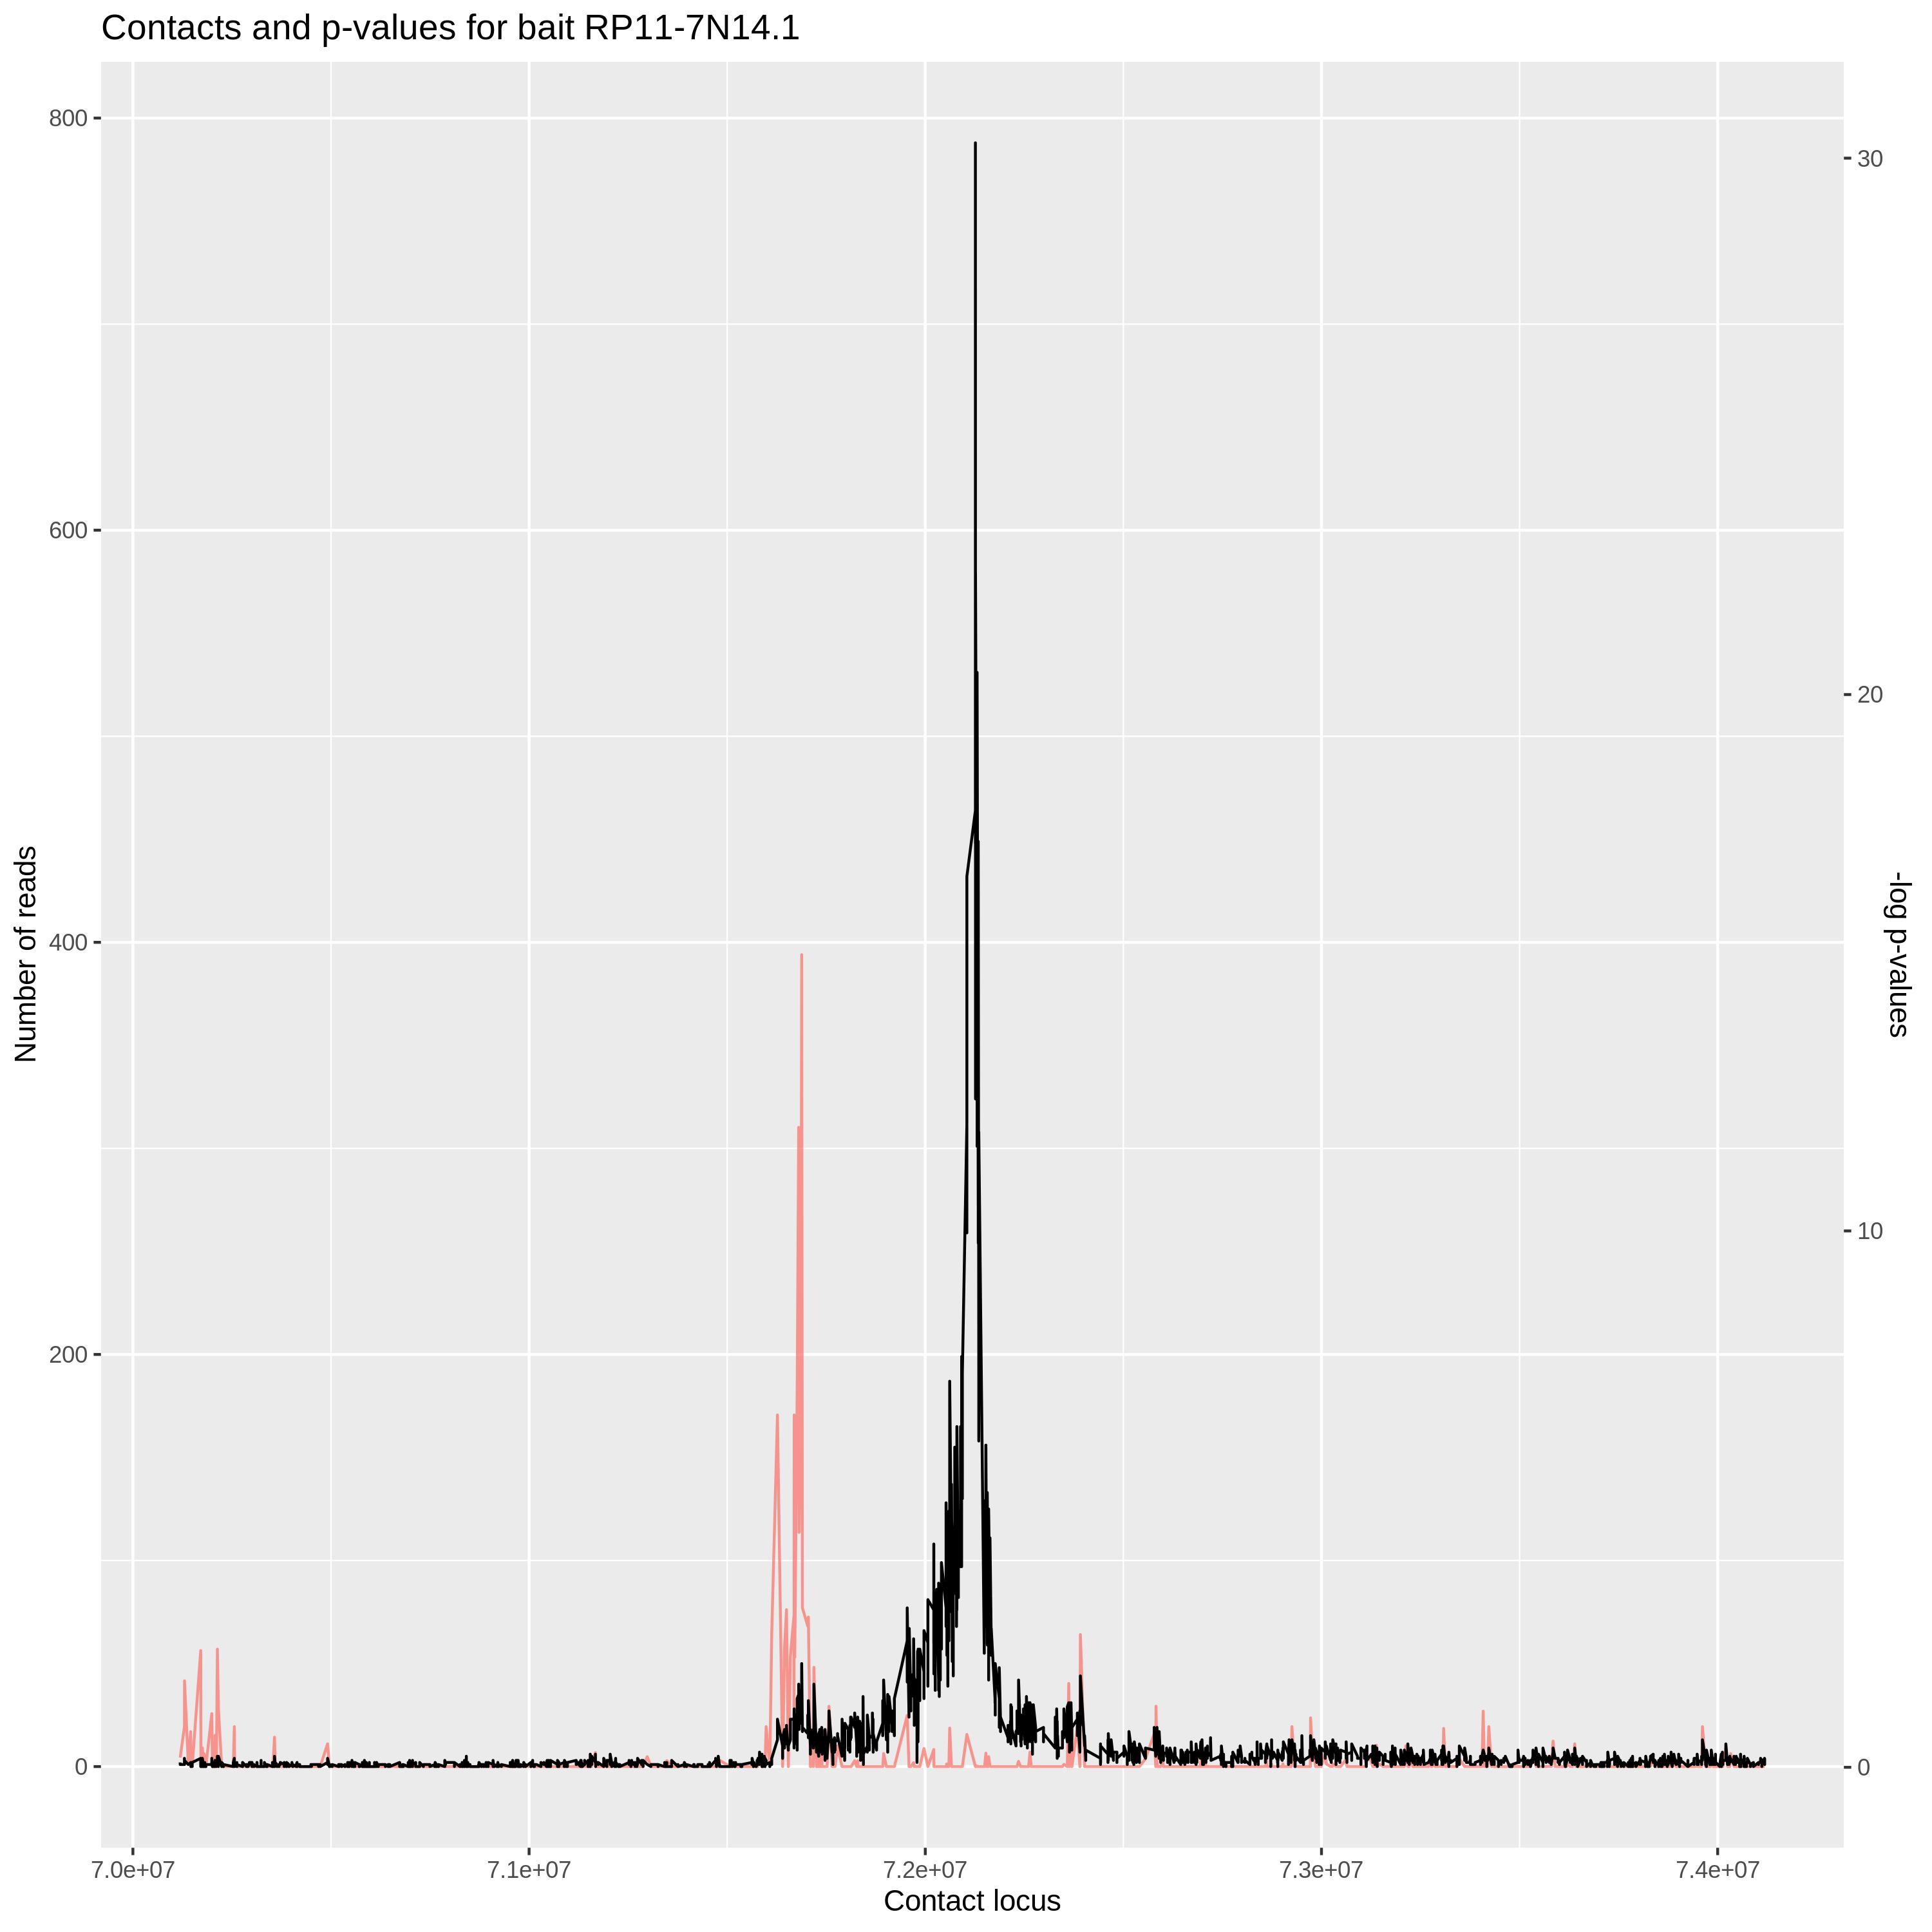 Contacts and p-values for bait RP11-7N14.1
800
600
400
200
0
Number of reads
30
20
10
0
-log p-values
7.0e+07
7.1e+07
7.2e+07
7.3e+07
7.4e+07
Contact locus